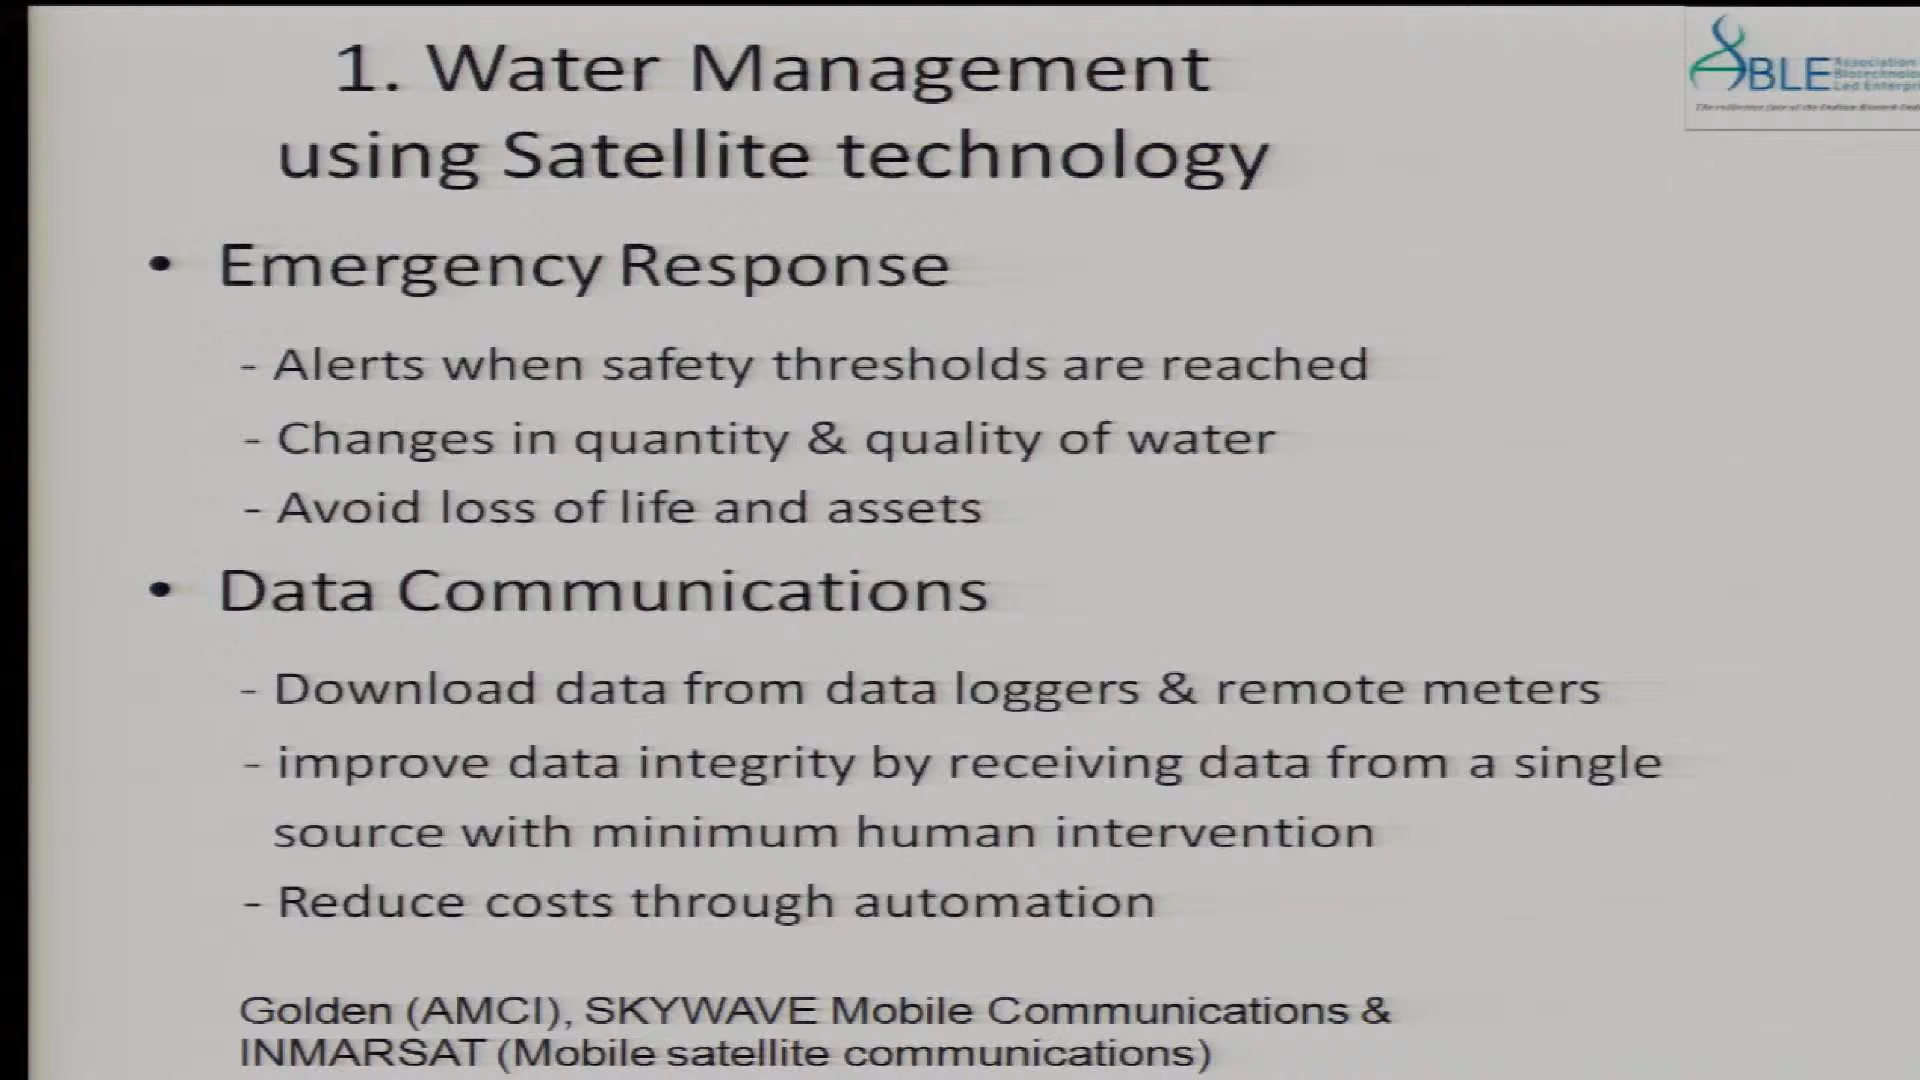 1. Water Management
using Satellite technology
• Emergency Response
- Alerts when safety thresholds are reached
- Changes in quantity & quality of water
- Avoid loss of life and assets
• Data Communications
- Download data from data loggers & remote meters
- improve data integrity by receiving data from a single
source with minimum human intervention
- Reduce costs through automation
Golden (AMCI), SKYWAVE Mobile Communications &
INMARSAT (Mobile satellite communications)
ABLE
Association
Led